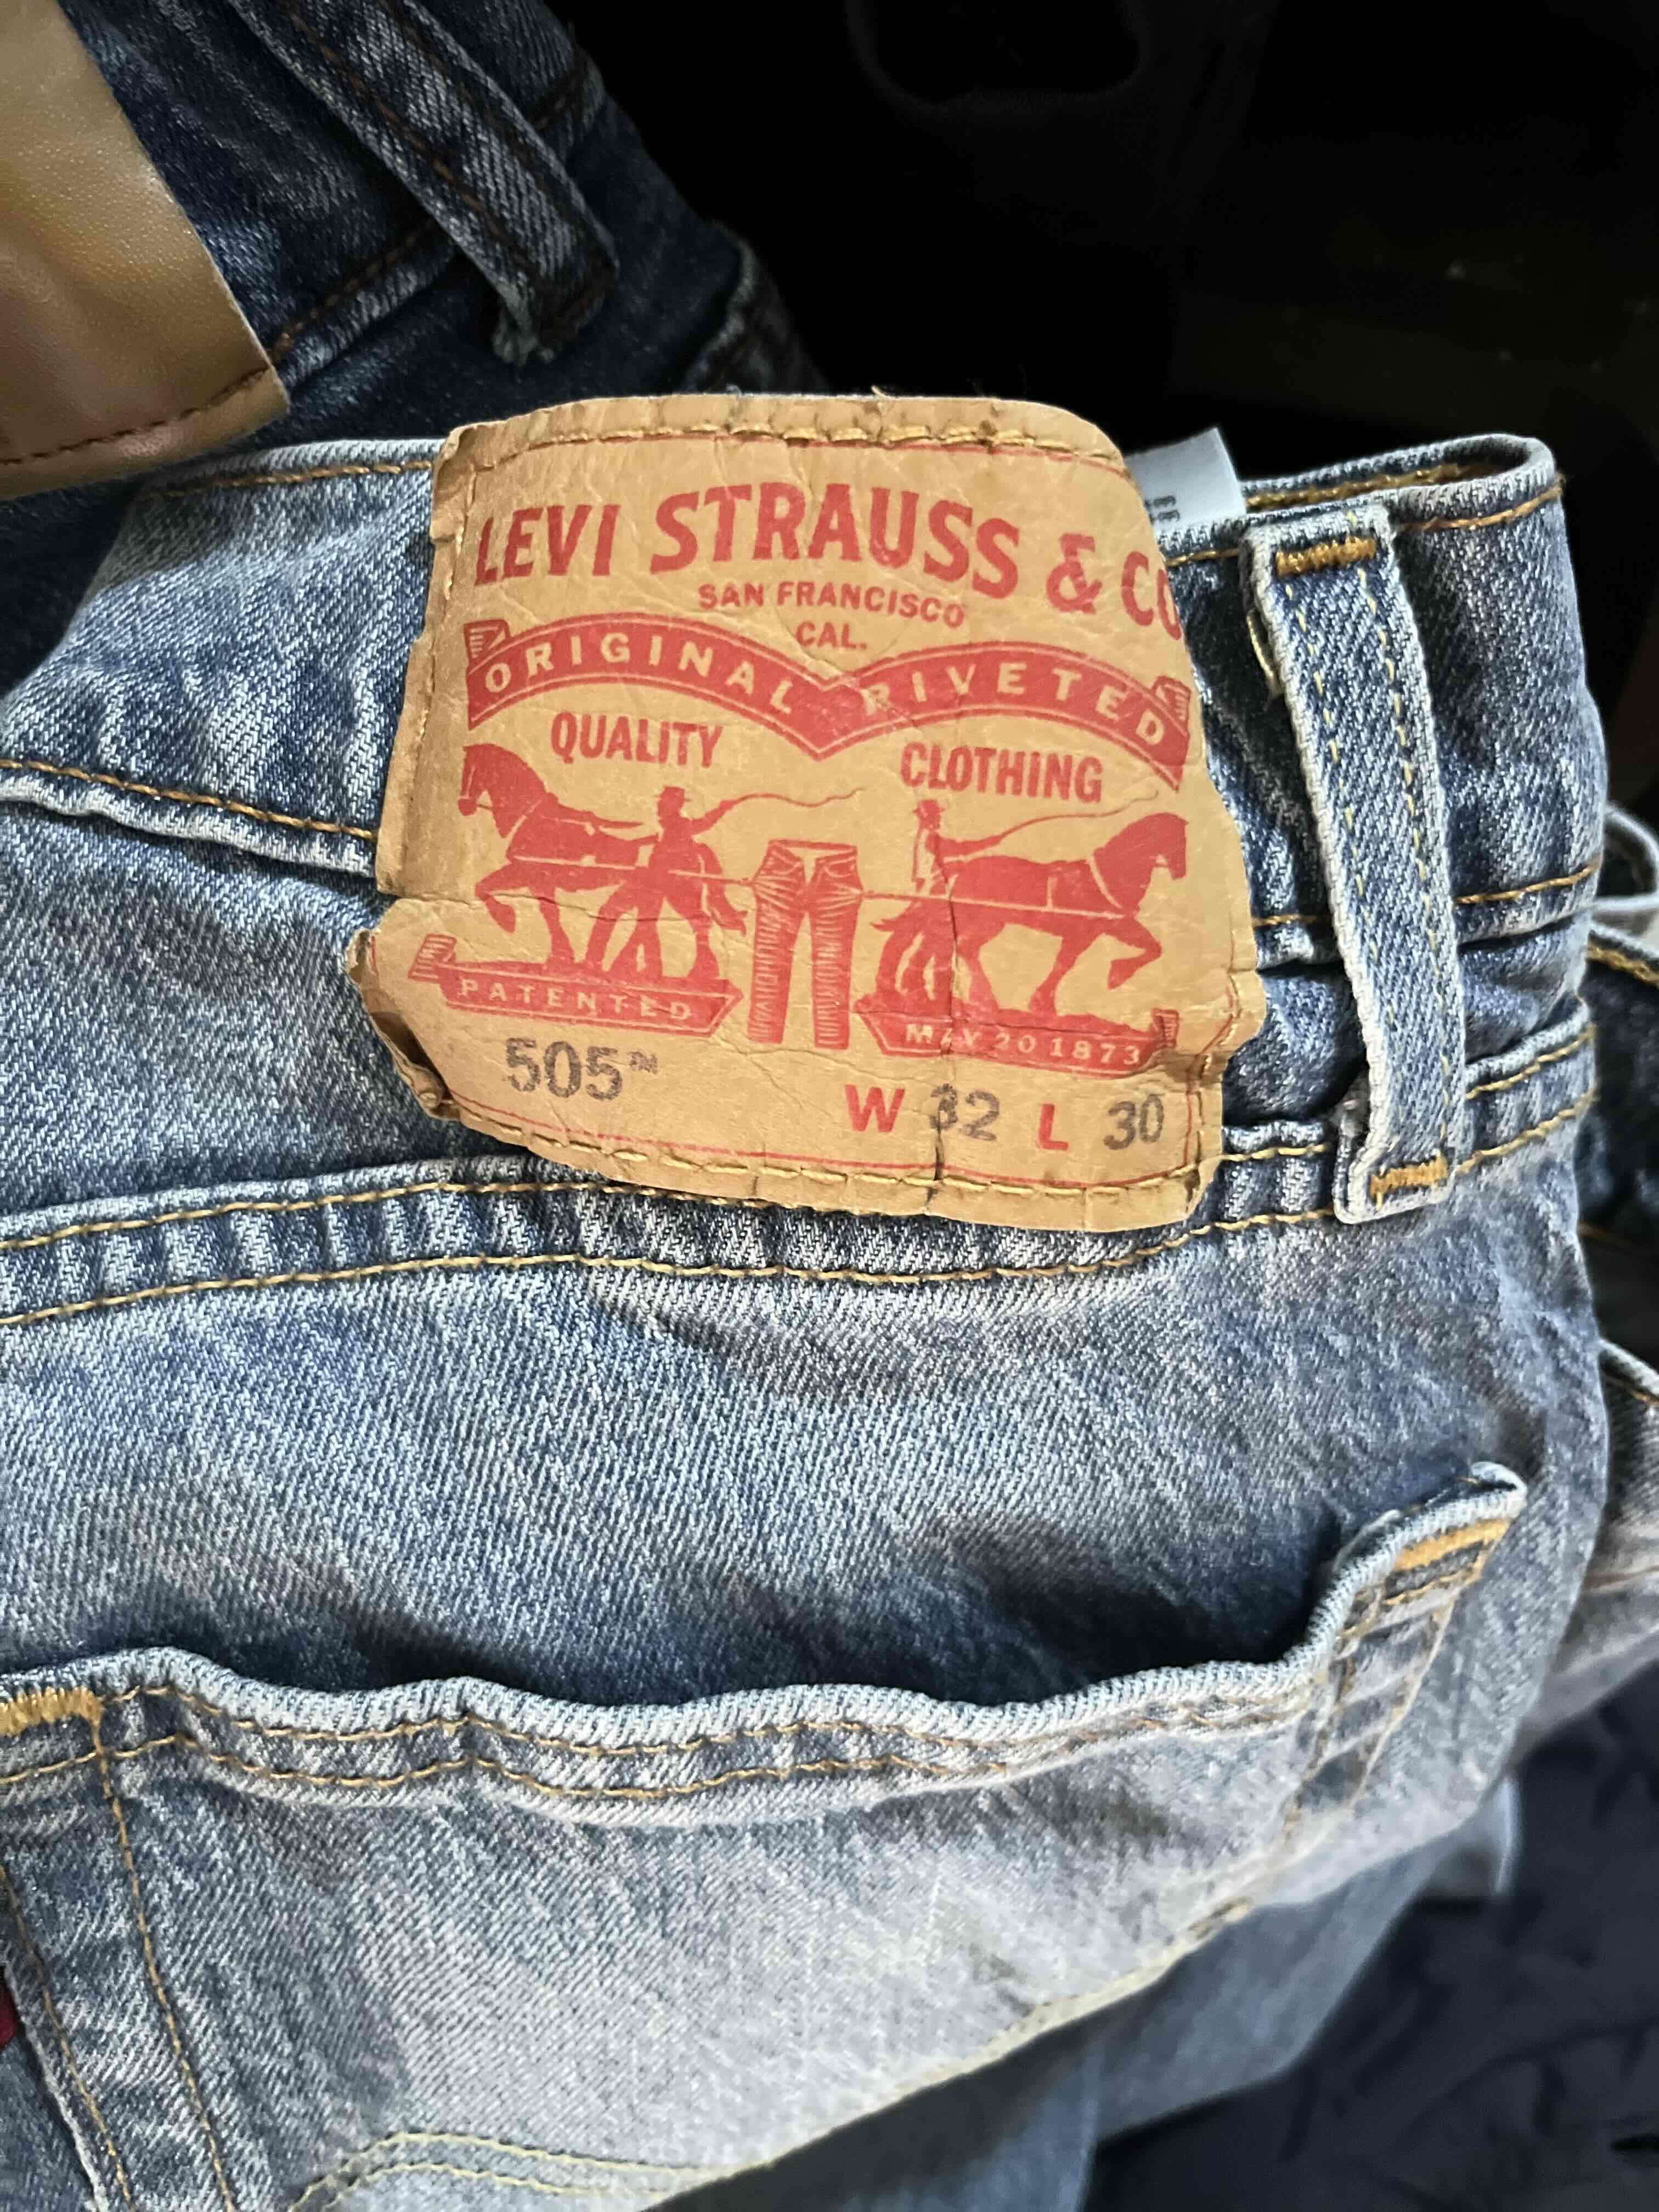 LEVI STRAUSS & CO
SAN FRANCISCO
CAL.
ORIGINAL RIVETED
QUALITY CLOTHING
PATENTED MAY 20 1873
505™ W 32 L 30